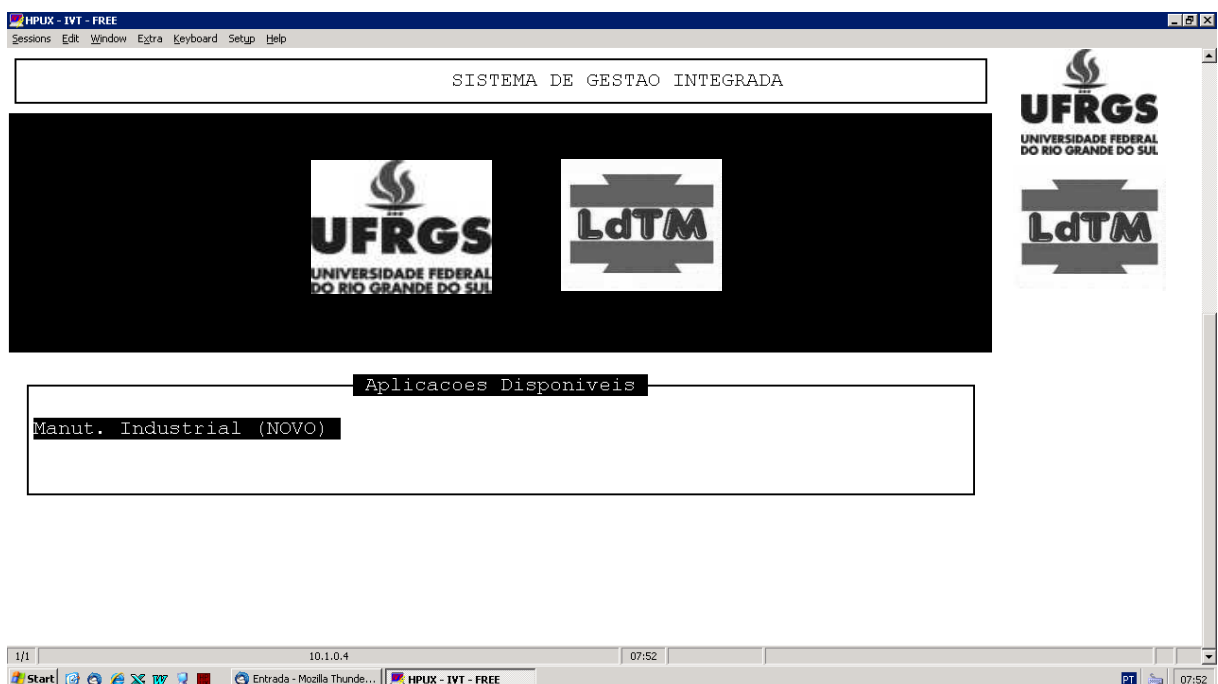 HPUX - IVT - FREE
Sessions Edit Window Extra Keyboard Setup Help
SISTEMA DE GESTAO INTEGRADA
UFRGS
UNIVERSIDADE FEDERAL
DO RIO GRANDE DO SUL
LdTM
UFRGS
UNIVERSIDADE FEDERAL
DO RIO GRANDE DO SUL
LdTM
Aplicacoes Disponiveis
Manut. Industrial (NOVO)
1/1 10.1.0.4 07:52
Start Entrada - Mozilla Thunde... HPUX - IVT - FREE PT 07:52